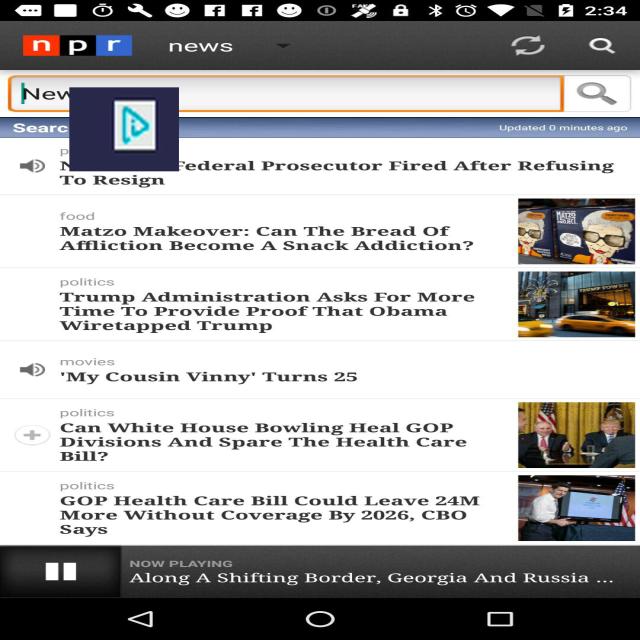 2:34
npr news
New
Searc
Updated 0 minutes ago
Federal Prosecutor Fired After Refusing
To Resign
food
Matzo Makeover: Can The Bread Of
Affliction Become A Snack Addiction?
politics
Trump Administration Asks For More
Time To Provide Proof That Obama
Wiretapped Trump
movies
'My Cousin Vinny' Turns 25
politics
Can White House Bowling Heal GOP
Divisions And Spare The Health Care
Bill?
politics
GOP Health Care Bill Could Leave 24M
More Without Coverage By 2026, CBO
Says
NOW PLAYING
Along A Shifting Border, Georgia And Russia ...